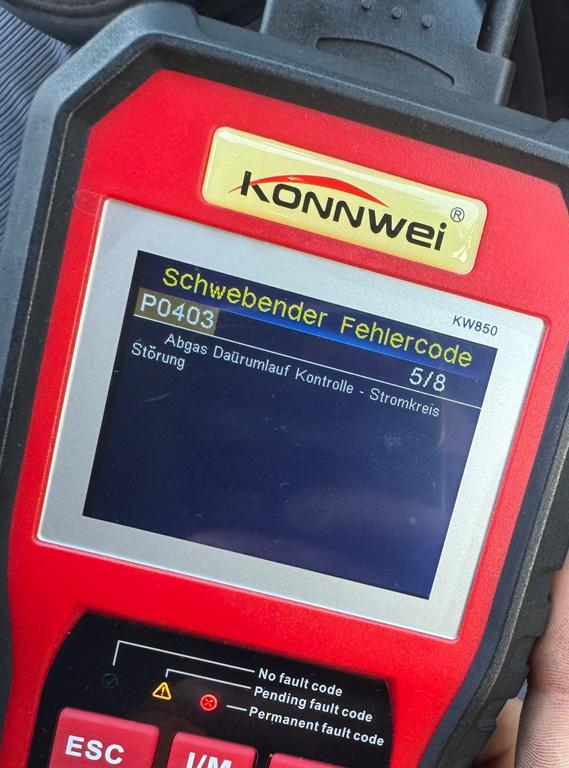 KONNWEI®
KW850
Schwebender Fehlercode
P0403
5/8
Abgas Daürumlauf Kontrolle - Stromkreis
Störung
No fault code
Pending fault code
Permanent fault code
ESC
I/M